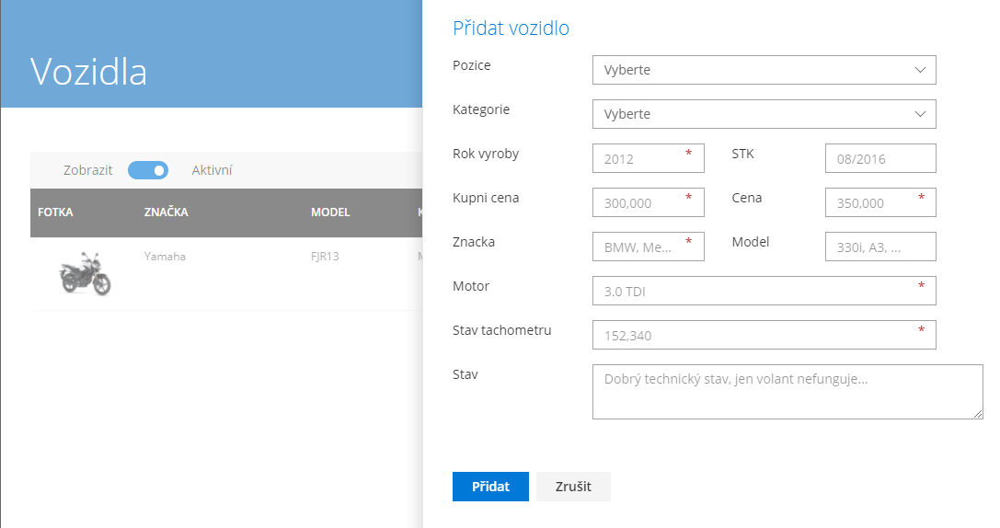 Vozidla
Zobrazit Aktivní
FOTKA ZNAČKA MODEL K
Yamaha FJR13 M
Přidat vozidlo
Pozice Vyberte
Kategorie Vyberte
Rok vyroby 2012 * STK 08/2016
Kupni cena 300,000 * Cena 350,000 *
Znacka BMW, Me... * Model 330i, A3, ...
Motor 3.0 TDI *
Stav tachometru 152,340 *
Stav Dobrý technický stav, jen volant nefunguje...
Přidat Zrušit